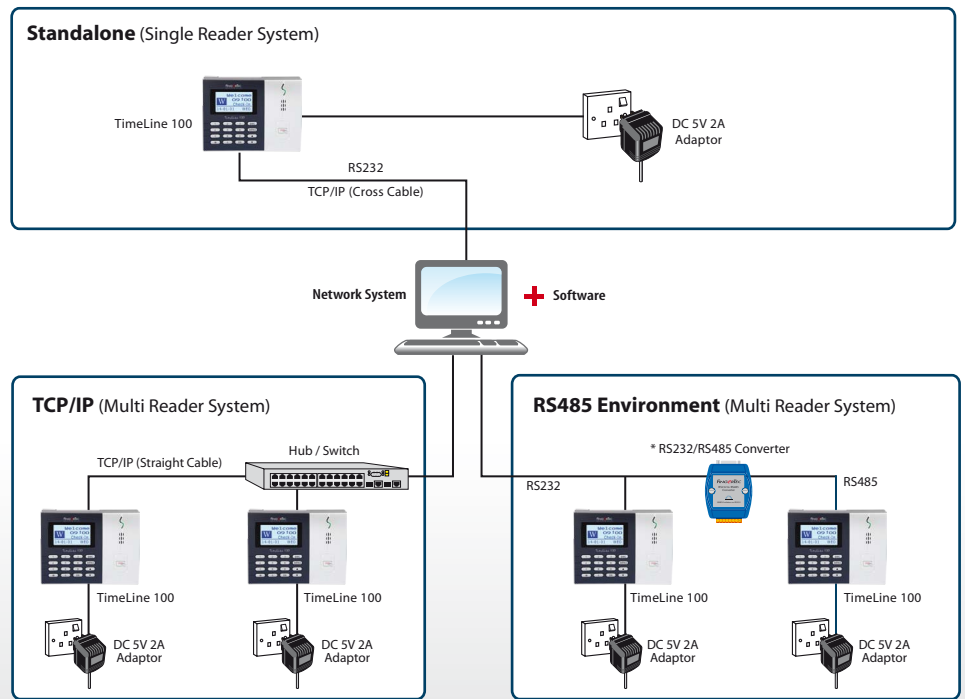 Standalone (Single Reader System)
TimeLine 100
DC 5V 2A
Adaptor
RS232
TCP/IP (Cross Cable)
Network System
Software
TCP/IP (Multi Reader System)
Hub / Switch
TCP/IP (Straight Cable)
TimeLine 100
TimeLine 100
DC 5V 2A
Adaptor
DC 5V 2A
Adaptor
RS485 Environment (Multi Reader System)
* RS232/RS485 Converter
RS232
RS485
TimeLine 100
TimeLine 100
DC 5V 2A
Adaptor
DC 5V 2A
Adaptor